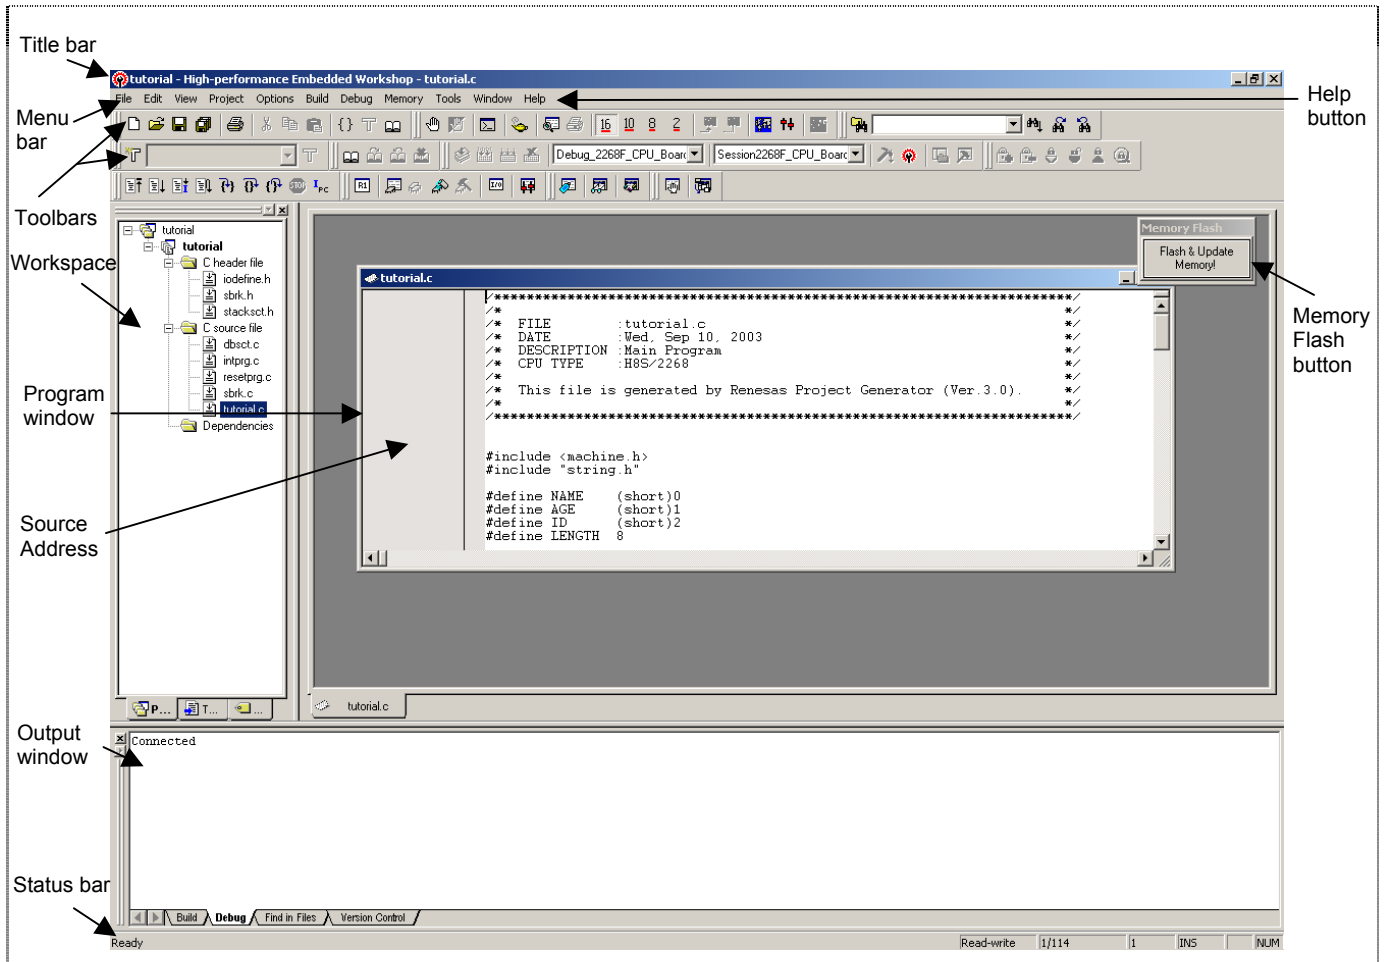 Title bar
tutorial - High-performance Embedded Workshop - tutorial.c
File Edit View Project Options Build Debug Memory Tools Window Help
Help button
Menu bar
16 10 8 2
Debug_2268F_CPU_Boarc
Session2268F_CPU_Boarc
STOP
IPC
R1
I/O
Toolbars
Workspace
tutorial
tutorial
C header file
iodefine.h
sbrk.h
stacksct.h
C source file
dbsct.c
intprg.c
resetprg.c
sbrk.c
tutorial.c
Dependencies
P...
T...
...
Memory Flash
Flash & Update
Memory!
Memory
Flash
button
Program
window
Source
Address
tutorial.c
/***********************************************************************/
/* */
/* FILE :tutorial.c */
/* DATE :Wed, Sep 10, 2003 */
/* DESCRIPTION :Main Program */
/* CPU TYPE :H8S/2268 */
/* */
/* This file is generated by Renesas Project Generator (Ver.3.0). */
/* */
/***********************************************************************/
#include <machine.h>
#include "string.h"
#define NAME (short)0
#define AGE (short)1
#define ID (short)2
#define LENGTH 8
tutorial.c
Output
window
Connected
Status bar
Build Debug Find in Files Version Control
Ready
Read-write 1/114 1 INS NUM